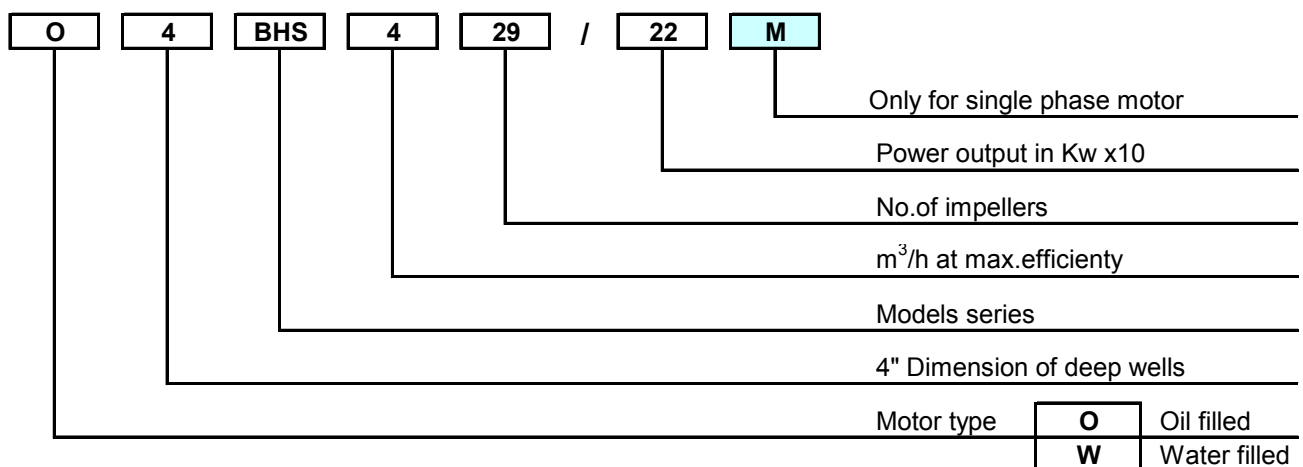 O 4 BHS 4 29 / 22 M
Only for single phase motor
Power output in Kw x10
No.of impellers
m³/h at max.efficienty
Models series
4" Dimension of deep wells
Motor type O Oil filled
W Water filled